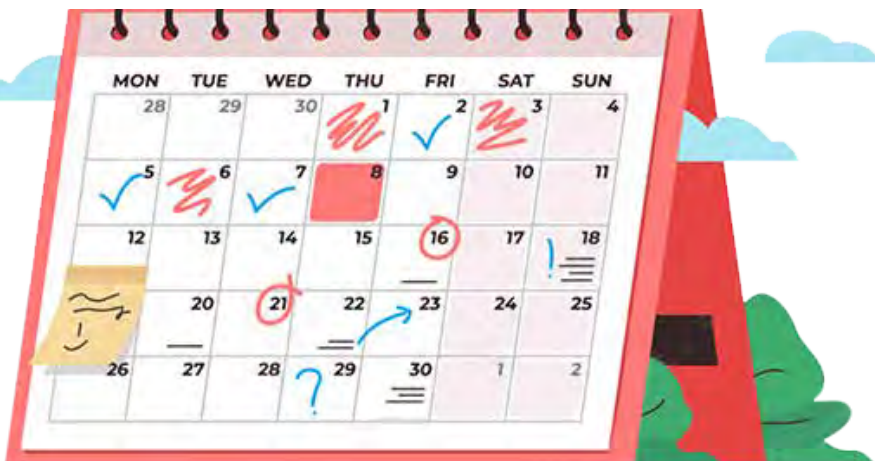 MON TUE WED THU FRI SAT SUN
28 29 30 1 2 3 4
5 6 7 8 9 10 11
12 13 14 15 16 17 18
20 21 22 23 24 25
26 27 28 29 30 1 2
!
?